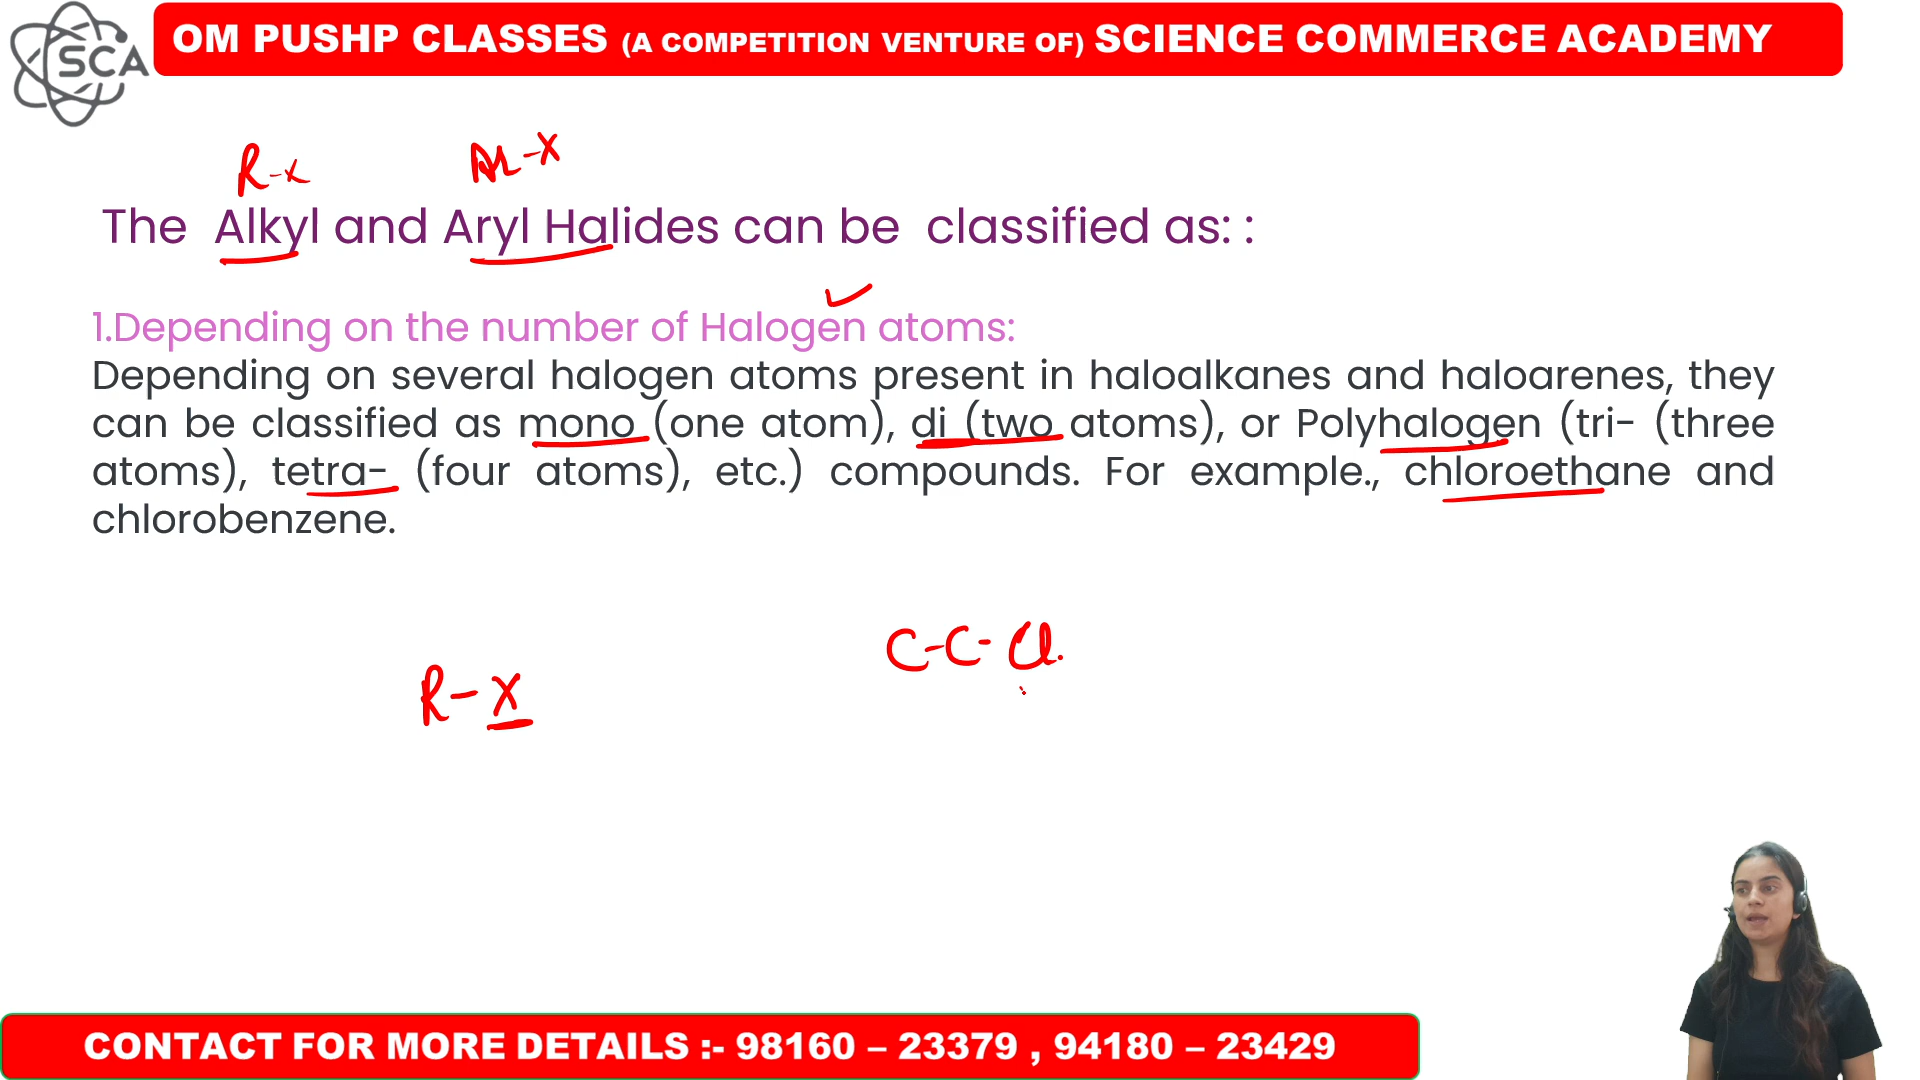 SCA
OM PUSHP CLASSES (A COMPETITION VENTURE OF) SCIENCE COMMERCE ACADEMY
R-x Ar-X
The Alkyl and Aryl Halides can be classified as: :
1.Depending on the number of Halogen atoms:
Depending on several halogen atoms present in haloalkanes and haloarenes, they
can be classified as mono (one atom), di (two atoms), or Polyhalogen (tri- (three
atoms), tetra- (four atoms), etc.) compounds. For example., chloroethane and
chlorobenzene.
C-C-Cl
R-X
CONTACT FOR MORE DETAILS :- 98160 – 23379 , 94180 – 23429